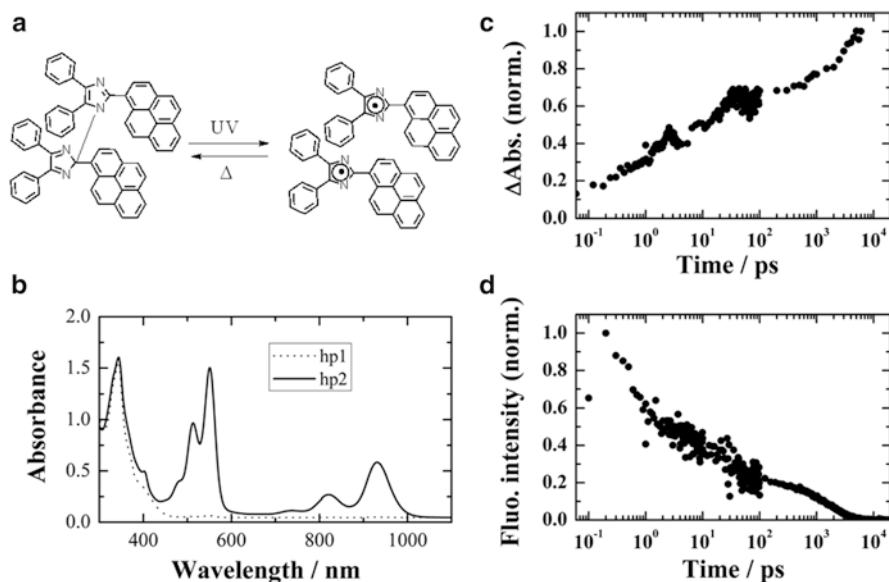 a
N
N
N
N
UV
Δ
N
N
N
N
b
Absorbance
2.0
1.5
1.0
0.5
0.0
hp1
hp2
400 600 800 1000
Wavelength / nm
c
ΔAbs. (norm.)
1.0
0.8
0.6
0.4
0.2
0.0
10⁻¹ 10⁰ 10¹ 10² 10³ 10⁴
Time / ps
d
Fluo. intensity (norm.)
1.0
0.8
0.6
0.4
0.2
0.0
10⁻¹ 10⁰ 10¹ 10² 10³ 10⁴
Time / ps